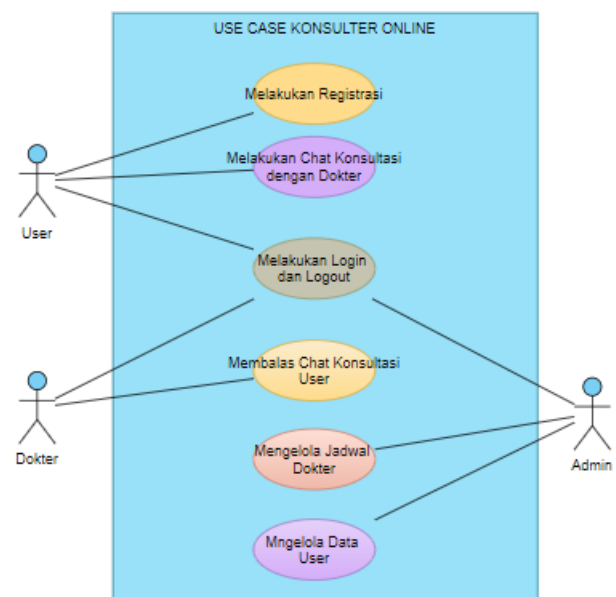 USE CASE KONSULTER ONLINE
Melakukan Registrasi
Melakukan Chat Konsultasi
dengan Dokter
User
Melakukan Login
dan Logout
Membalas Chat Konsultasi
User
Dokter
Mengelola Jadwal
Dokter
Admin
Mngelola Data
User